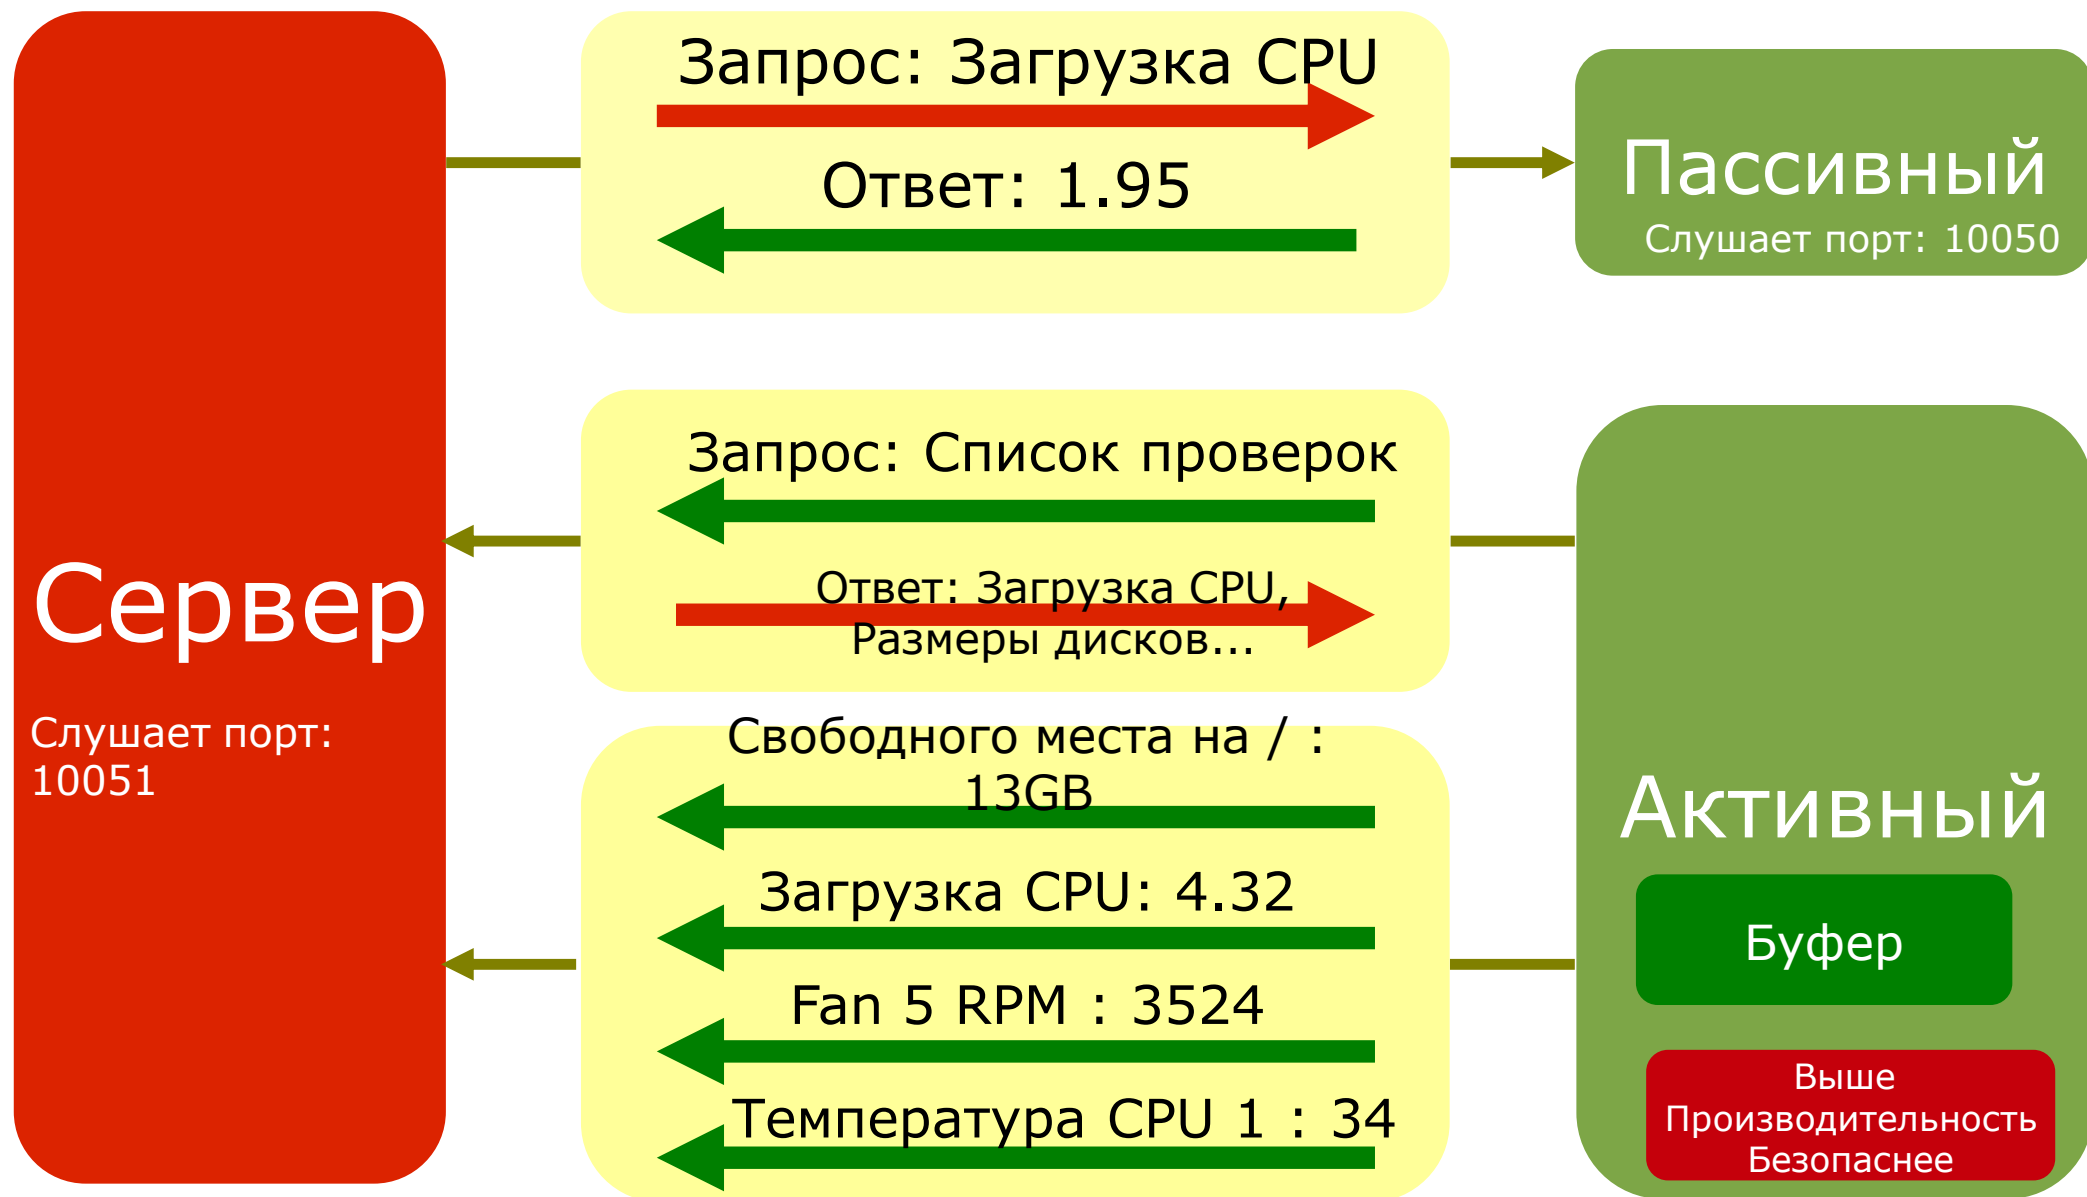 Запрос: Загрузка CPU
Ответ: 1.95
Пассивный
Слушает порт: 10050
Сервер
Слушает порт:
10051
Запрос: Список проверок
Ответ: Загрузка CPU,
Размеры дисков...
Свободного места на / :
13GB
Загрузка CPU: 4.32
Fan 5 RPM : 3524
Температура CPU 1 : 34
Активный
Буфер
Выше
Производительность
Безопаснее